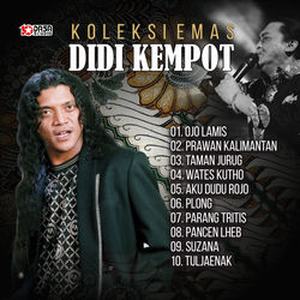 KOLEKSI EMAS
DIDI KEMPOT
01. OJO LAMIS
02. PRAWAN KALIMANTAN
03. TAMAN JURUG
04. WATES KUTHO
05. AKU DUDU ROJO
06. PLONG
07. PARANG TRITIS
08. PANCEN LHEB
09. SUZANA
10. TULJAENAK